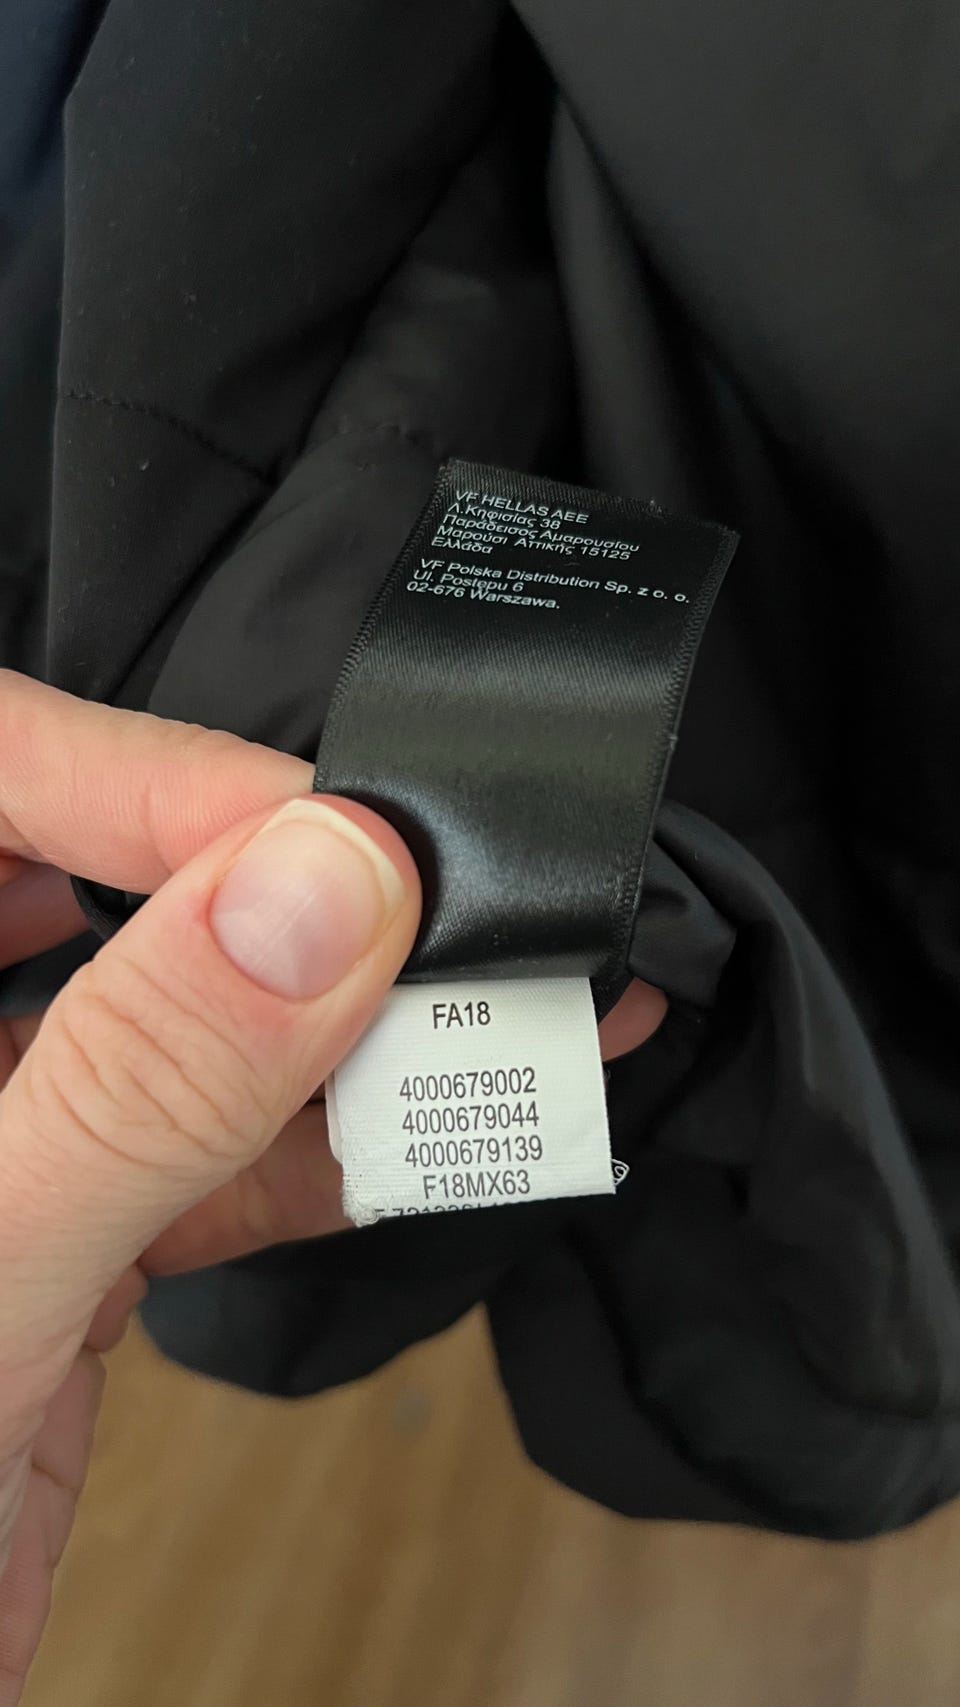 VF HELLAS AEE
Λ.Κηφισίας 38
Παράδεισος Αμαρουσίου
Μαρούσι Αττικής 15125
Ελλάδα
VF Polska Distribution Sp. z o. o.
Ul. Postępu 6
02-676 Warszawa.
FA18
4000679002
4000679044
4000679139
F18MX63